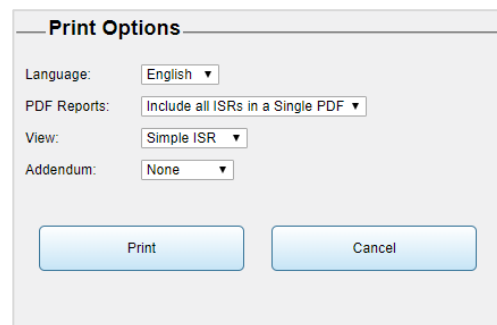 Print Options
Language: English
PDF Reports: Include all ISRs in a Single PDF
View: Simple ISR
Addendum: None
Print Cancel